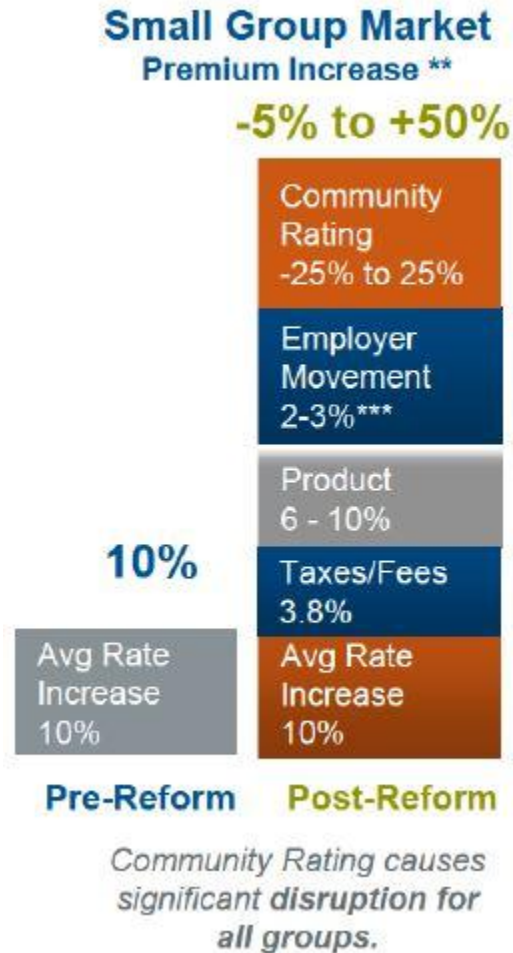 Small Group Market
Premium Increase **
-5% to +50%
Community
Rating
-25% to 25%
Employer
Movement
2-3%***
Product
6 - 10%
10%
Taxes/Fees
3.8%
Avg Rate
Increase
10%
Avg Rate
Increase
10%
Pre-Reform
Post-Reform
Community Rating causes
significant disruption for
all groups.